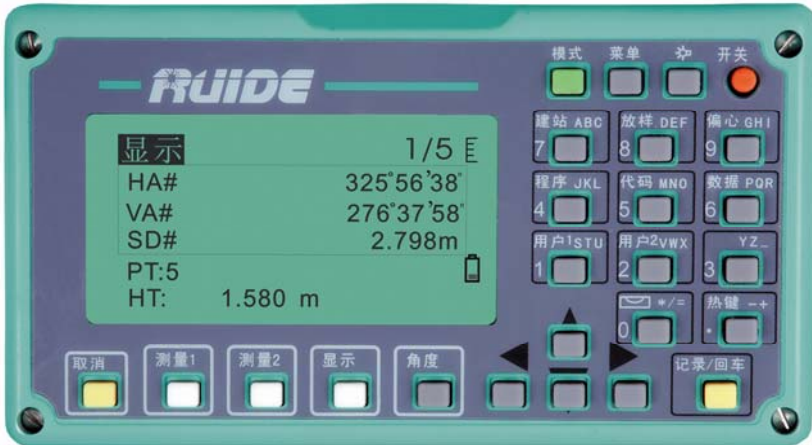 模式 菜单 开关
RUIDE
建站 ABC 放样 DEF 偏心 GHI
7 8 9
显示 1/5
HA# 325°56'38"
程序 JKL 代码 MNO 数据 PQR
4 5 6
VA# 276°37'58"
SD# 2.798m
用户1STU 用户2VWX YZ_
1 2 3
PT:5
HT: 1.580 m
*/= 热键 -+
0 .
取消 测量1 测量2 显示 角度 记录/回车